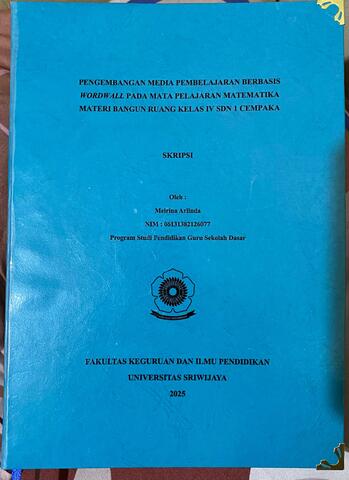 PENGEMBANGAN MEDIA PEMBELAJARAN BERBASIS
WORDWALL PADA MATA PELAJARAN MATEMATIKA
MATERI BANGUN RUANG KELAS IV SDN 1 CEMPAKA
SKRIPSI
Oleh :
Meirina Arlinda
NIM : 06131382126077
Program Studi Pendidikan Guru Sekolah Dasar
FAKULTAS KEGURUAN DAN ILMU PENDIDIKAN
UNIVERSITAS SRIWIJAYA
2025